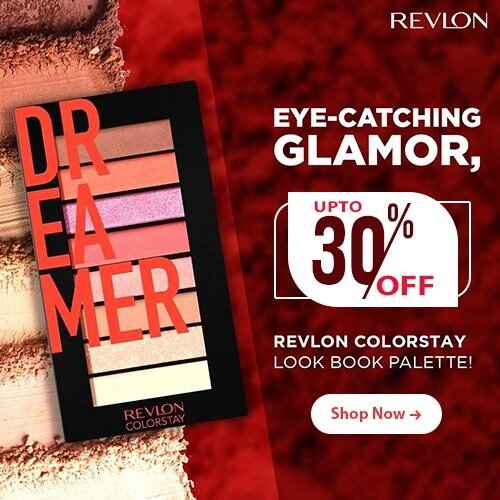 REVLON
EYE-CATCHING
GLAMOR,
UPTO
30%
OFF
REVLON COLORSTAY
LOOK BOOK PALETTE!
Shop Now →
DR
EA
MER
REVLON
COLORSTAY